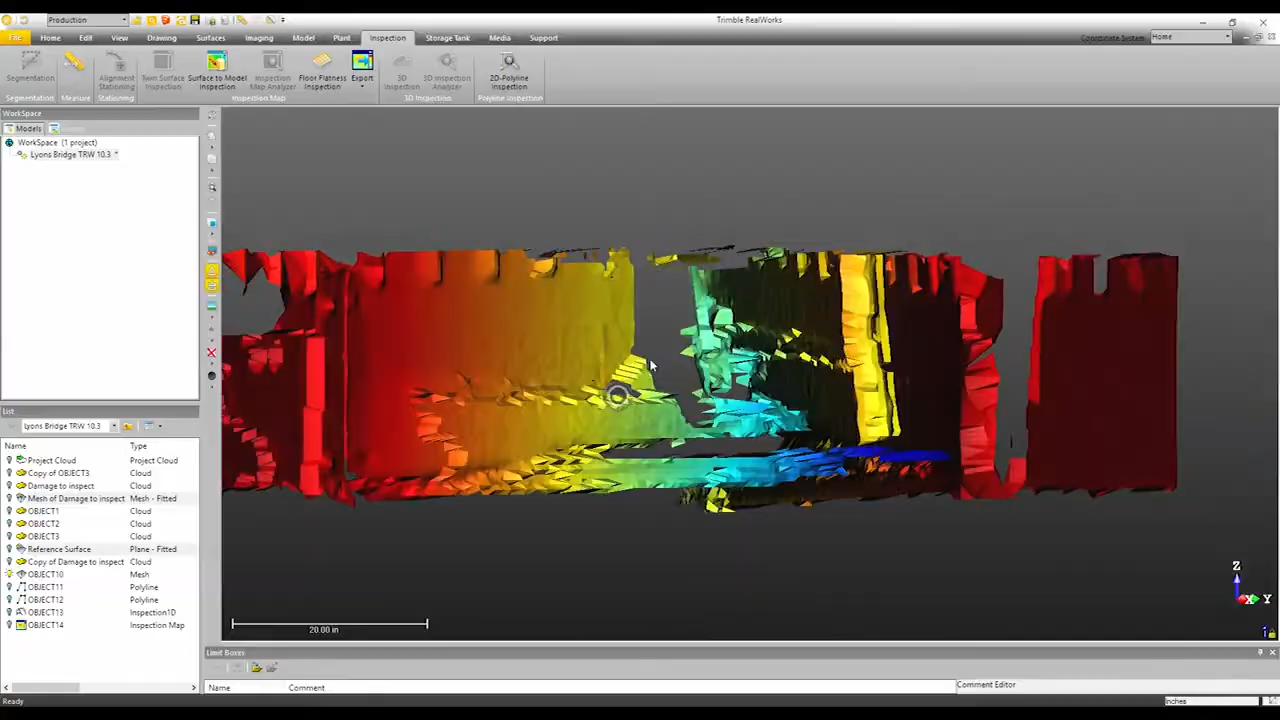 Production
Trimble RealWorks
File Home Edit View Drawing Surfaces Imaging Model Plant Inspection Storage Tank Media Support
Coordinate System: Home
Segmentation
Alignment Stationing
Twin Surface Inspection
Surface to Model Inspection
Inspection Map Analyzer
Floor Flatness Inspection
Export
3D Inspection
3D Inspection Analyzer
2D-Polyline Inspection
Segmentation Measure Stationing Inspection Map 3D Inspection Polyline Inspection
WorkSpace
Models
WorkSpace (1 project)
Lyons Bridge TRW 10.3 *
List
Lyons Bridge TRW 10.3
Name Type
Project Cloud Project Cloud
Copy of OBJECT3 Cloud
Damage to inspect Cloud
Mesh of Damage to inspect Mesh - Fitted
OBJECT1 Cloud
OBJECT2 Cloud
OBJECT3 Cloud
Reference Surface Plane - Fitted
Copy of Damage to inspect Cloud
OBJECT10 Mesh
OBJECT11 Polyline
OBJECT12 Polyline
OBJECT13 Inspection1D
OBJECT14 Inspection Map
Z
X Y
20.00 in
Limit Boxes
Name Comment
Comment Editor
Ready
Inches